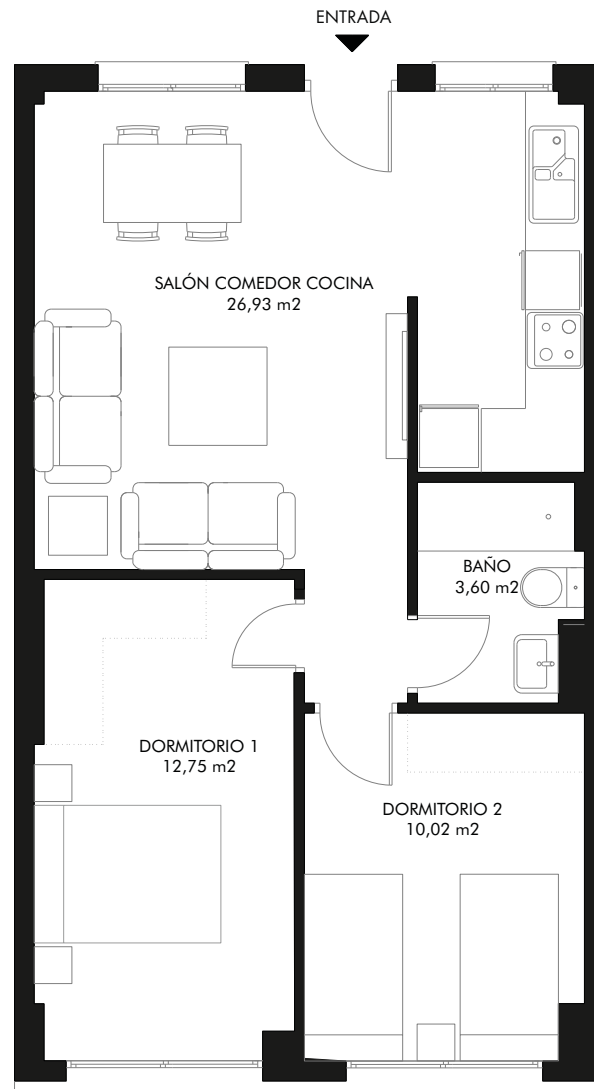 ENTRADA
SALÓN COMEDOR COCINA
26,93 m2
BAÑO
3,60 m2
DORMITORIO 1
12,75 m2
DORMITORIO 2
10,02 m2